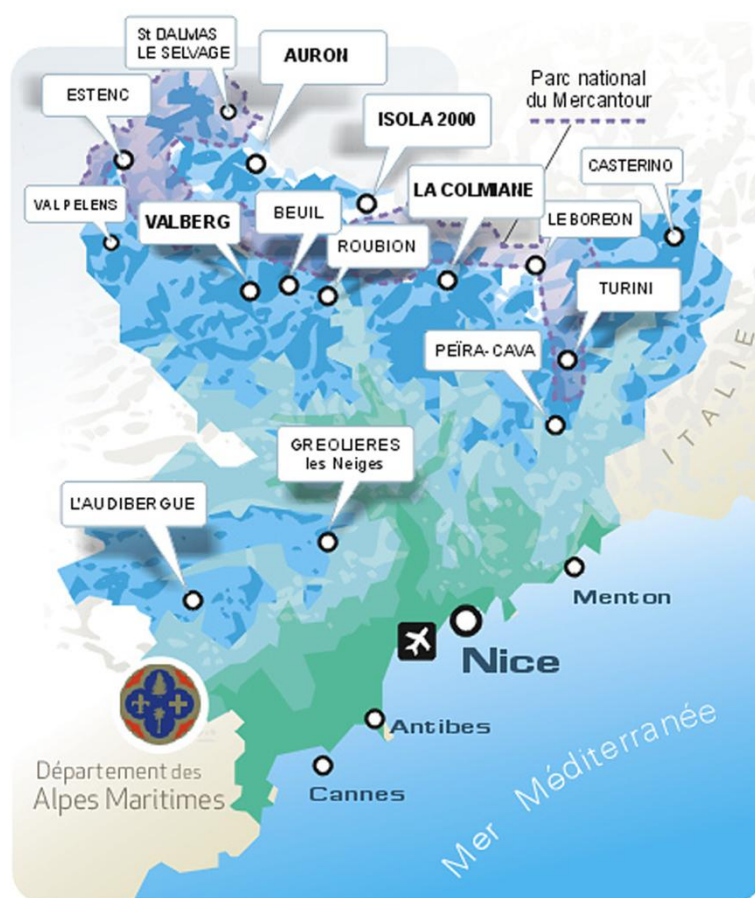 St DALMAS
LE SELVAGE
AURON
ESTENC
Parc national
du Mercantour
ISOLA 2000
CASTERINO
LA COLMIANE
VAL PELENS
VALBERG
BEUIL
LE BOREON
ROUBION
TURINI
PEÏRA-CAVA
ITALIE
GREOLIERES
les Neiges
L'AUDIBERGUE
Menton
Nice
Antibes
Mer Méditerranée
Département des
Alpes Maritimes
Cannes